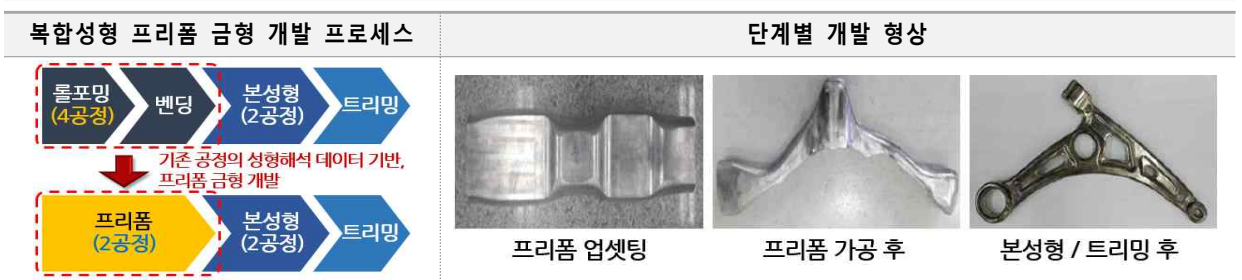 복합성형 프리폼 금형 개발 프로세스
단계별 개발 형상
롤포밍
(4공정)
벤딩
본성형
(2공정)
트리밍
기존 공정의 성형해석 데이터 기반,
프리폼 금형 개발
프리폼
(2공정)
본성형
(2공정)
트리밍
프리폼 업셋팅
프리폼 가공 후
본성형 / 트리밍 후